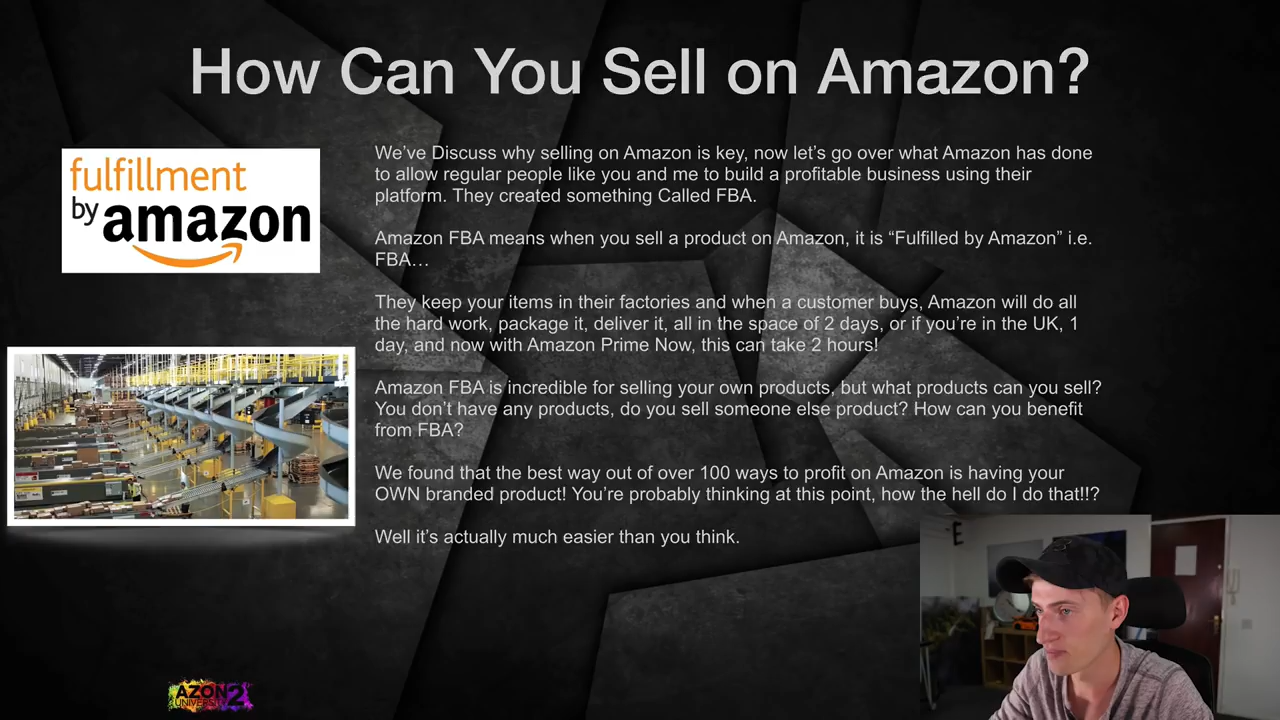 How Can You Sell on Amazon?
fulfillment
by amazon
We’ve Discuss why selling on Amazon is key, now let’s go over what Amazon has done
to allow regular people like you and me to build a profitable business using their
platform. They created something Called FBA.
Amazon FBA means when you sell a product on Amazon, it is “Fulfilled by Amazon” i.e.
FBA…
They keep your items in their factories and when a customer buys, Amazon will do all
the hard work, package it, deliver it, all in the space of 2 days, or if you’re in the UK, 1
day, and now with Amazon Prime Now, this can take 2 hours!
Amazon FBA is incredible for selling your own products, but what products can you sell?
You don’t have any products, do you sell someone else product? How can you benefit
from FBA?
We found that the best way out of over 100 ways to profit on Amazon is having your
OWN branded product! You’re probably thinking at this point, how the hell do I do that!!?
Well it’s actually much easier than you think.
AZON
UNIVERSITY 2